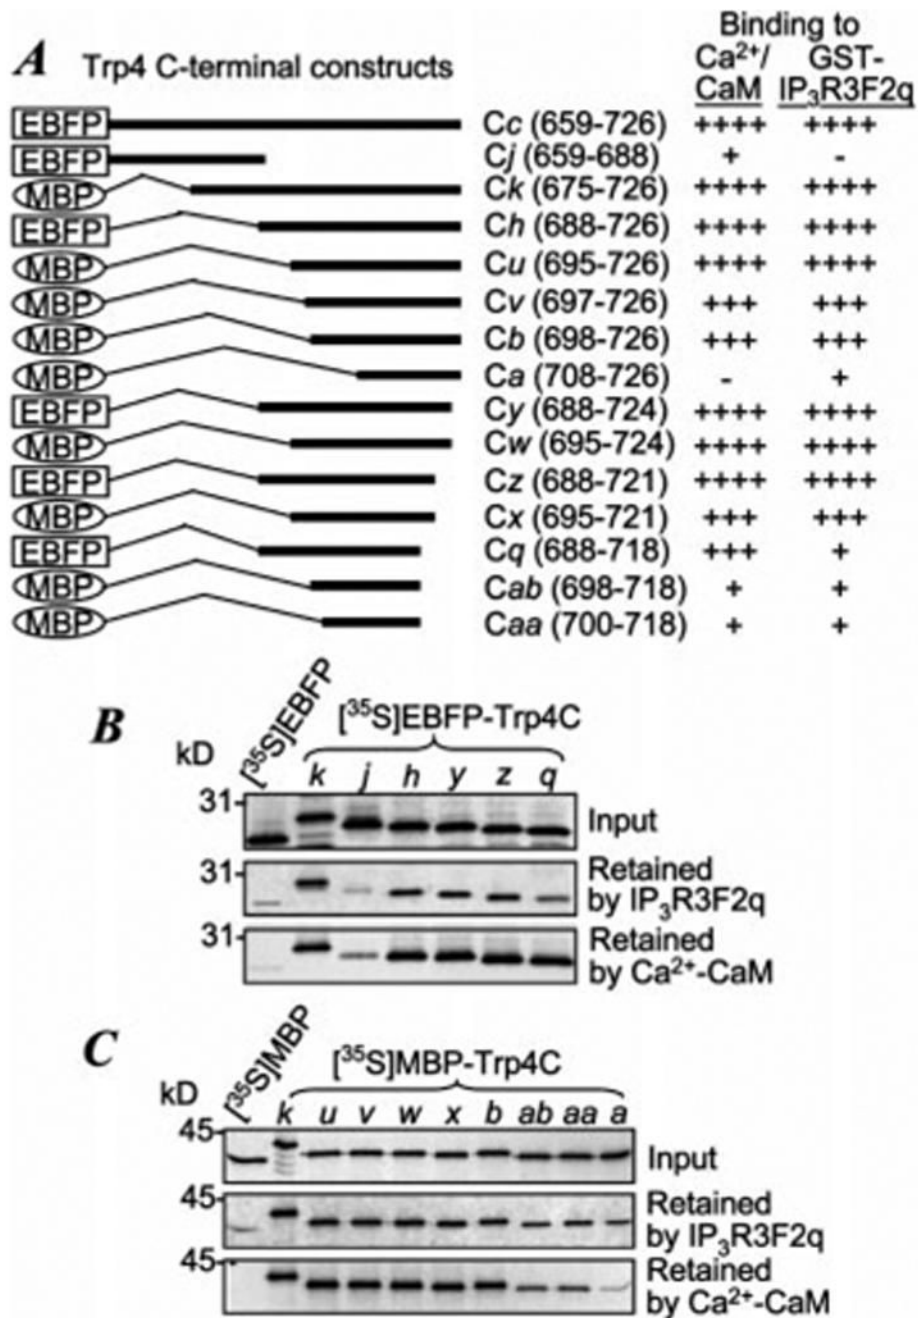 A Trp4 C-terminal constructs
Binding to
Ca²⁺/ GST-
CaM IP₃R3F2q
EBFP Cc (659-726) ++++ ++++
EBFP Cj (659-688) + -
MBP Ck (675-726) ++++ ++++
EBFP Ch (688-726) ++++ ++++
MBP Cu (695-726) ++++ ++++
MBP Cv (697-726) +++ +++
MBP Cb (698-726) +++ +++
MBP Ca (708-726) - +
EBFP Cy (688-724) ++++ ++++
MBP Cw (695-724) ++++ ++++
EBFP Cz (688-721) ++++ ++++
MBP Cx (695-721) +++ +++
EBFP Cq (688-718) +++ +
MBP Cab (698-718) + +
MBP Caa (700-718) + +
B
kD
[³⁵S]EBFP
[³⁵S]EBFP-Trp4C
k j h y z q
31- Input
31- Retained
by IP₃R3F2q
31- Retained
by Ca²⁺-CaM
C
kD
[³⁵S]MBP
[³⁵S]MBP-Trp4C
k u v w x b ab aa a
45- Input
45- Retained
by IP₃R3F2q
45- Retained
by Ca²⁺-CaM